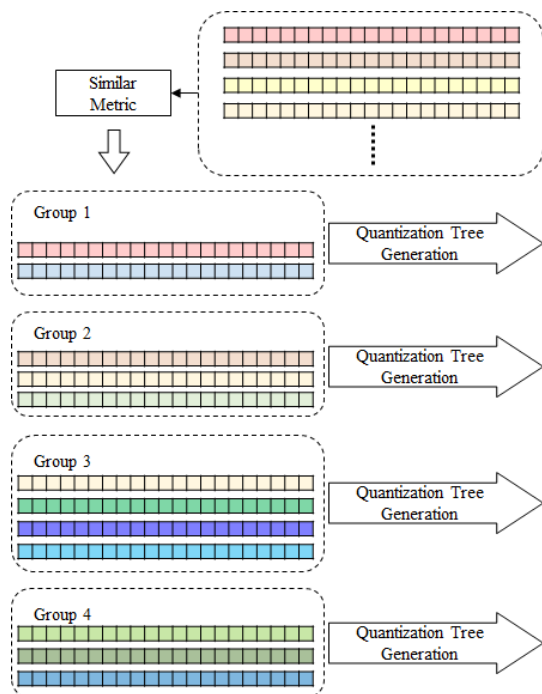 Similar
Metric
Group 1
Quantization Tree
Generation
Group 2
Quantization Tree
Generation
Group 3
Quantization Tree
Generation
Group 4
Quantization Tree
Generation